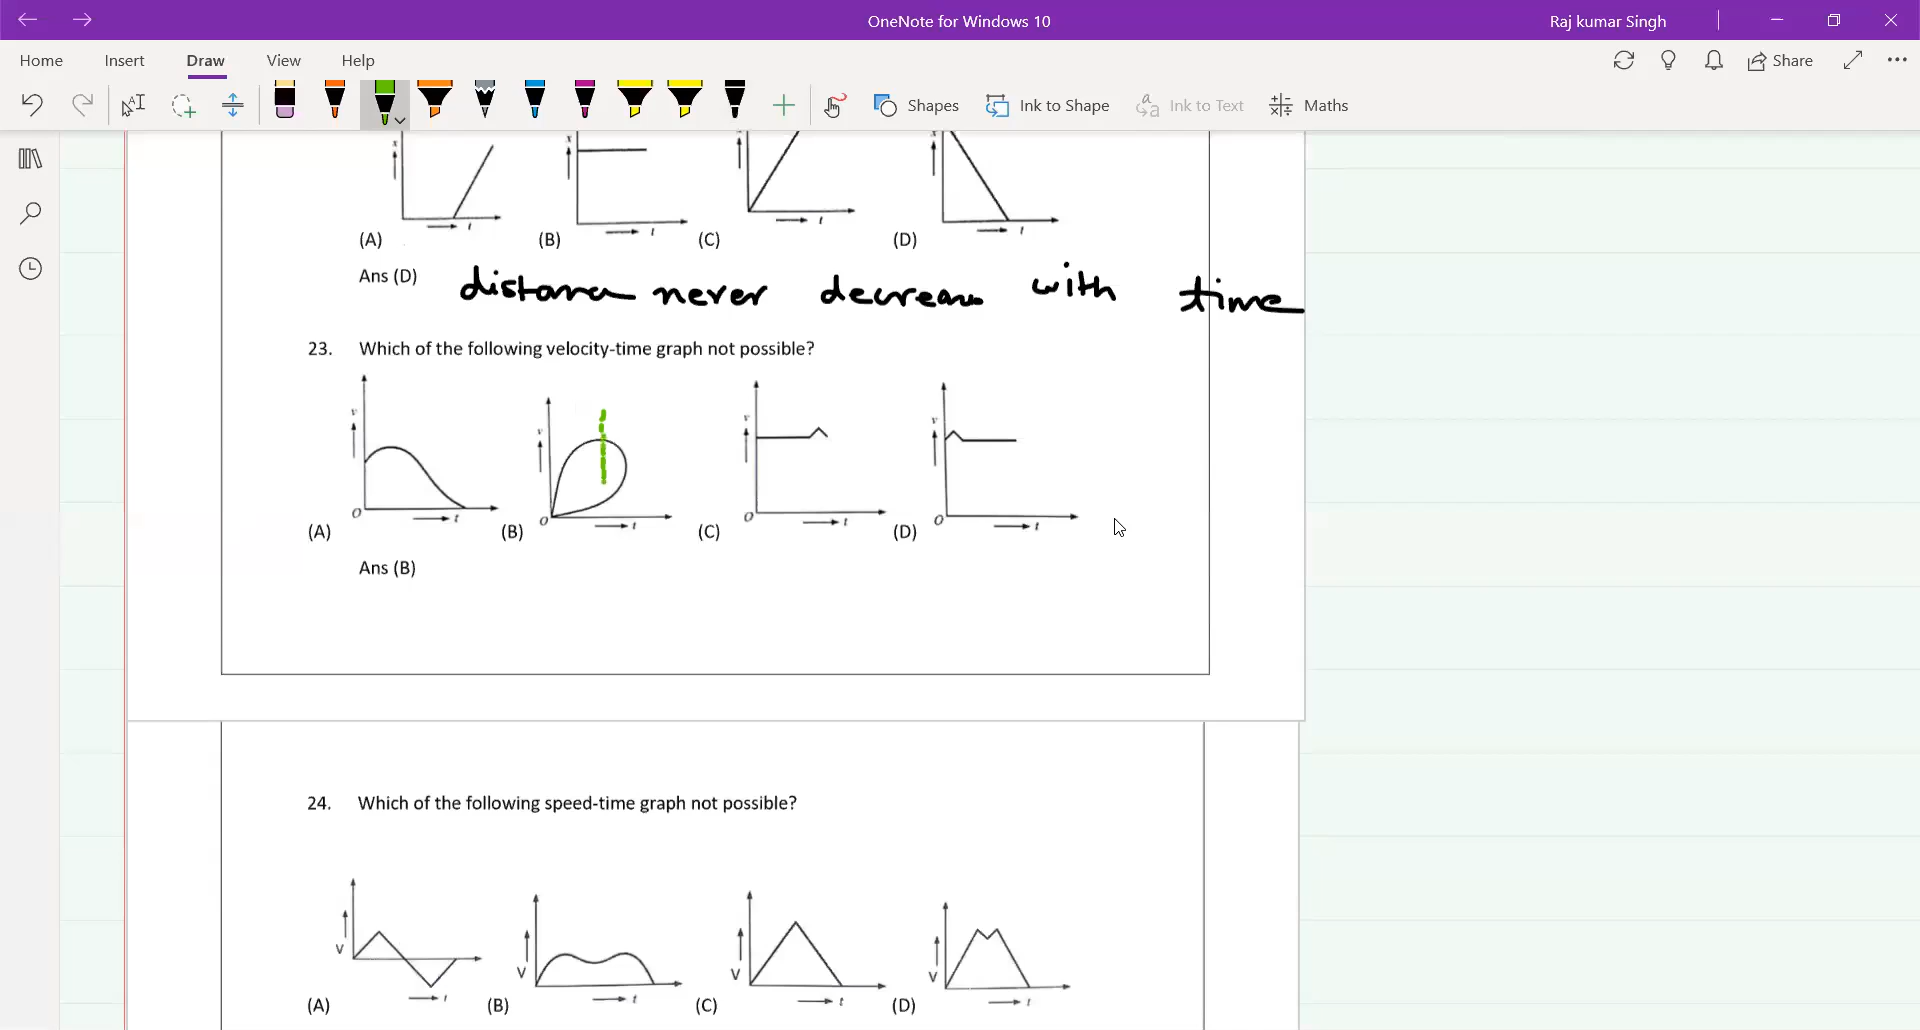 OneNote for Windows 10
Raj kumar Singh
Home Insert Draw View Help
Share
Shapes Ink to Shape Ink to Text Maths
x x x
t t t t
(A) (B) (C) (D)
Ans (D) distance never decrease with time
23. Which of the following velocity-time graph not possible?
v v v v
O O O O
t t t t
(A) (B) (C) (D)
Ans (B)
24. Which of the following speed-time graph not possible?
V V V V
t t t t
(A) (B) (C) (D)